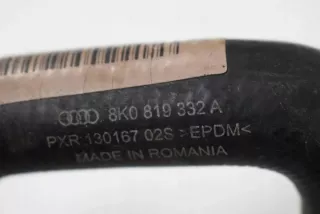 8K0 819 332 A
PXR 130167 02S >EPDM<
MADE IN ROMANIA